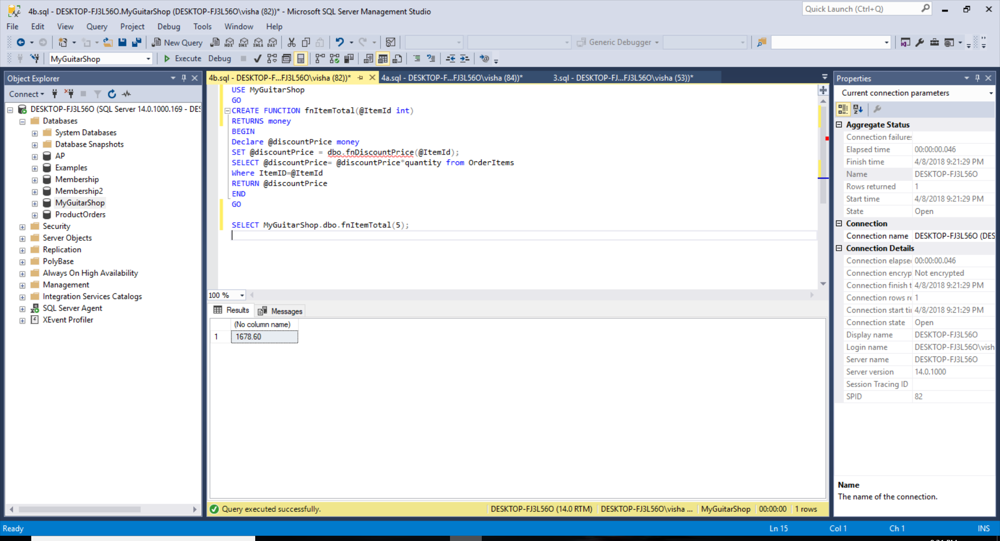 4b.sql - DESKTOP-FJ3L56O.MyGuitarShop (DESKTOP-FJ3L56O\visha (82))* - Microsoft SQL Server Management Studio
Quick Launch (Ctrl+Q)
File Edit View Query Project Debug Tools Window Help
New Query MDX DMX XMLA DAX Generic Debugger
MyGuitarShop Execute Debug
Object Explorer
Connect
DESKTOP-FJ3L56O (SQL Server 14.0.1000.169 - DES
Databases
System Databases
Database Snapshots
AP
Examples
Membership
Membership2
MyGuitarShop
ProductOrders
Security
Server Objects
Replication
PolyBase
Always On High Availability
Management
Integration Services Catalogs
SQL Server Agent
XEvent Profiler
4b.sql - DESKTOP-F...FJ3L56O\visha (82))* 4a.sql - DESKTOP-F...FJ3L56O\visha (84))* 3.sql - DESKTOP-FJ...FJ3L56O\visha (53))*
USE MyGuitarShop
GO
CREATE FUNCTION fnItemTotal(@ItemId int)
RETURNS money
BEGIN
Declare @discountPrice money
SET @discountPrice = dbo.fnDiscountPrice(@ItemId);
SELECT @discountPrice= @discountPrice*quantity from OrderItems
Where ItemID=@ItemId
RETURN @discountPrice
END
GO
SELECT MyGuitarShop.dbo.fnItemTotal(5);
100 %
Results Messages
(No column name)
1 1678.60
Query executed successfully. DESKTOP-FJ3L56O (14.0 RTM) DESKTOP-FJ3L56O\visha ... MyGuitarShop 00:00:00 1 rows
Properties
Current connection parameters
Aggregate Status
Connection failures
Elapsed time 00:00:00.046
Finish time 4/8/2018 9:21:29 PM
Name DESKTOP-FJ3L56O
Rows returned 1
Start time 4/8/2018 9:21:29 PM
State Open
Connection
Connection name DESKTOP-FJ3L56O (DES
Connection Details
Connection elapse 00:00:00.046
Connection encryp Not encrypted
Connection finish t 4/8/2018 9:21:29 PM
Connection rows re 1
Connection start ti 4/8/2018 9:21:29 PM
Connection state Open
Display name DESKTOP-FJ3L56O
Login name DESKTOP-FJ3L56O\vish
Server name DESKTOP-FJ3L56O
Server version 14.0.1000
Session Tracing ID
SPID 82
Name
The name of the connection.
Ready Ln 15 Col 1 Ch 1 INS